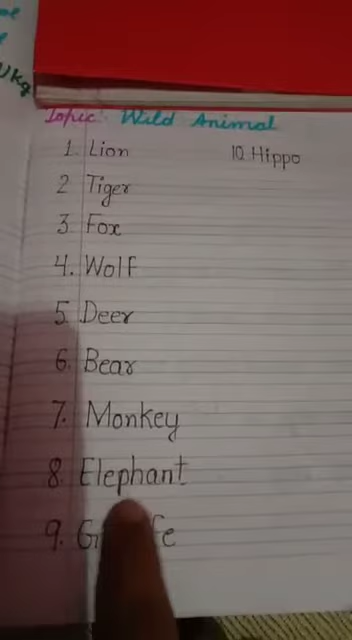 Topic: Wild Animal
1. Lion
2 Tiger
3 Fox
4. Wolf
5. Deer
6. Bear
7. Monkey
8. Elephant
9.
10. Hippo